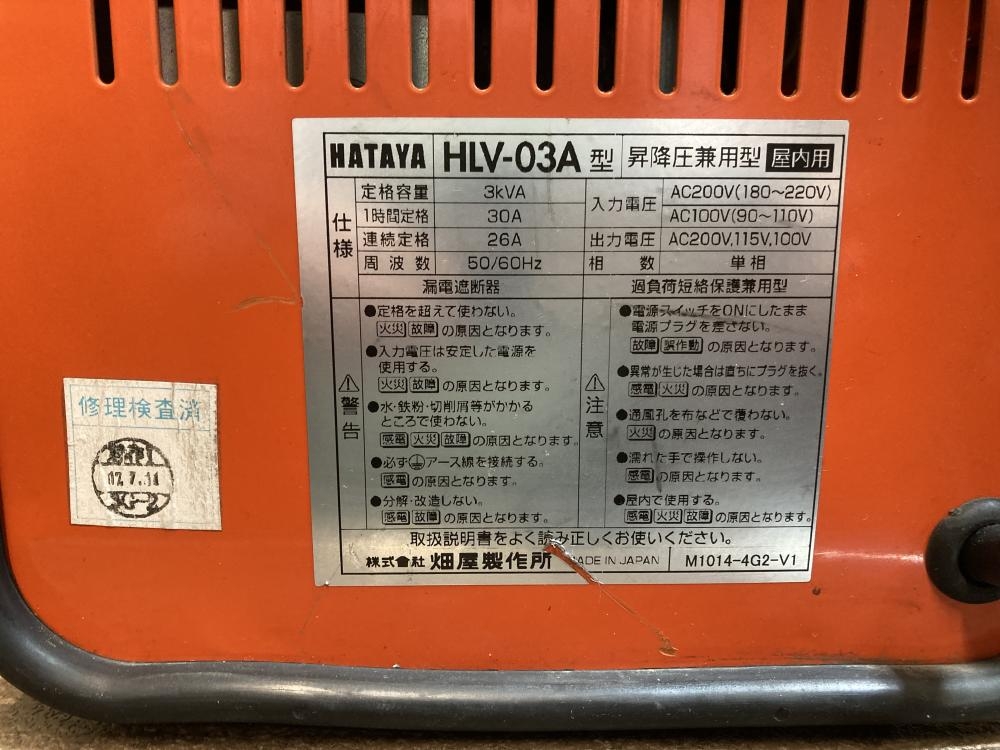 HATAYA HLV-03A 型 昇降圧兼用型 屋内用
仕様
定格容量 3kVA
1時間定格 30A
連続定格 26A
周波数 50/60Hz
入力電圧 AC200V(180〜220V)
AC100V(90〜110V)
出力電圧 AC200V,115V,100V
相数 単相
漏電遮断器 過負荷短絡保護兼用型
⚠警告
●定格を超えて使わない。
火災 故障 の原因となります。
●入力電圧は安定した電源を
使用する。
火災 故障 の原因となります。
●水・鉄粉・切削屑等がかかる
ところで使わない。
感電 火災 故障 の原因となります。
●必ず⏚アース線を接続する。
感電 の原因となります。
●分解・改造しない。
感電 故障 の原因となります。
⚠注意
●電源スイッチをONにしたまま
電源プラグを差さない。
故障 誤作動 の原因となります。
●異常が生じた場合は直ちにプラグを抜く。
感電 火災 の原因となります。
●通風孔を布などで覆わない。
火災 の原因となります。
●濡れた手で操作しない。
感電 の原因となります。
●屋内で使用する。
感電 火災 故障 の原因となります。
取扱説明書をよく読み正しくお使いください。
株式会社 畑屋製作所 MADE IN JAPAN M1014-4G2-V1
修理検査済